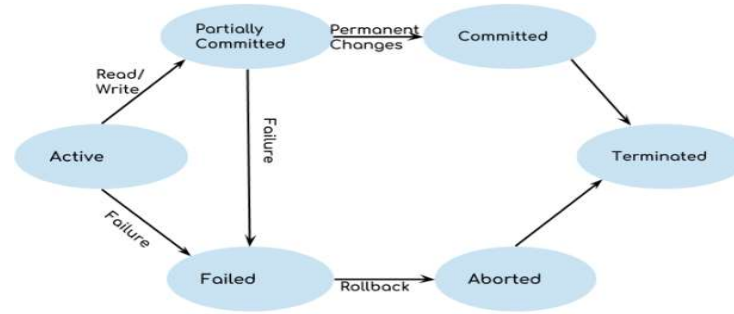 Partially
Committed
Permanent
Changes
Committed
Read/
Write
Failure
Active
Terminated
Failure
Failed
Rollback
Aborted